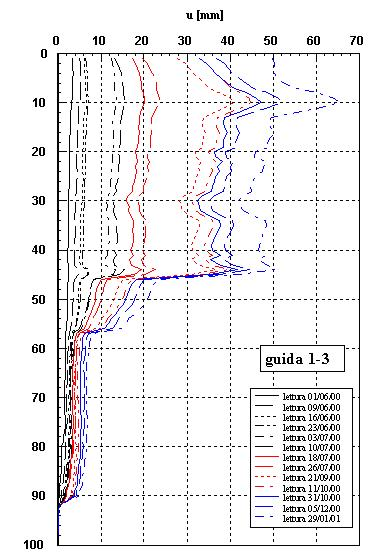 u [mm]
0 10 20 30 40 50 60 70
0
10
20
30
40
50
60
70
80
90
100
guida 1-3
lettura 01/06/00
lettura 09/06/00
lettura 16/06/00
lettura 23/06/00
lettura 03/07/00
lettura 10/07/00
lettura 18/07/00
lettura 26/07/00
lettura 21/09/00
lettura 11/10/00
lettura 31/10/00
lettura 05/12/00
lettura 29/01/01